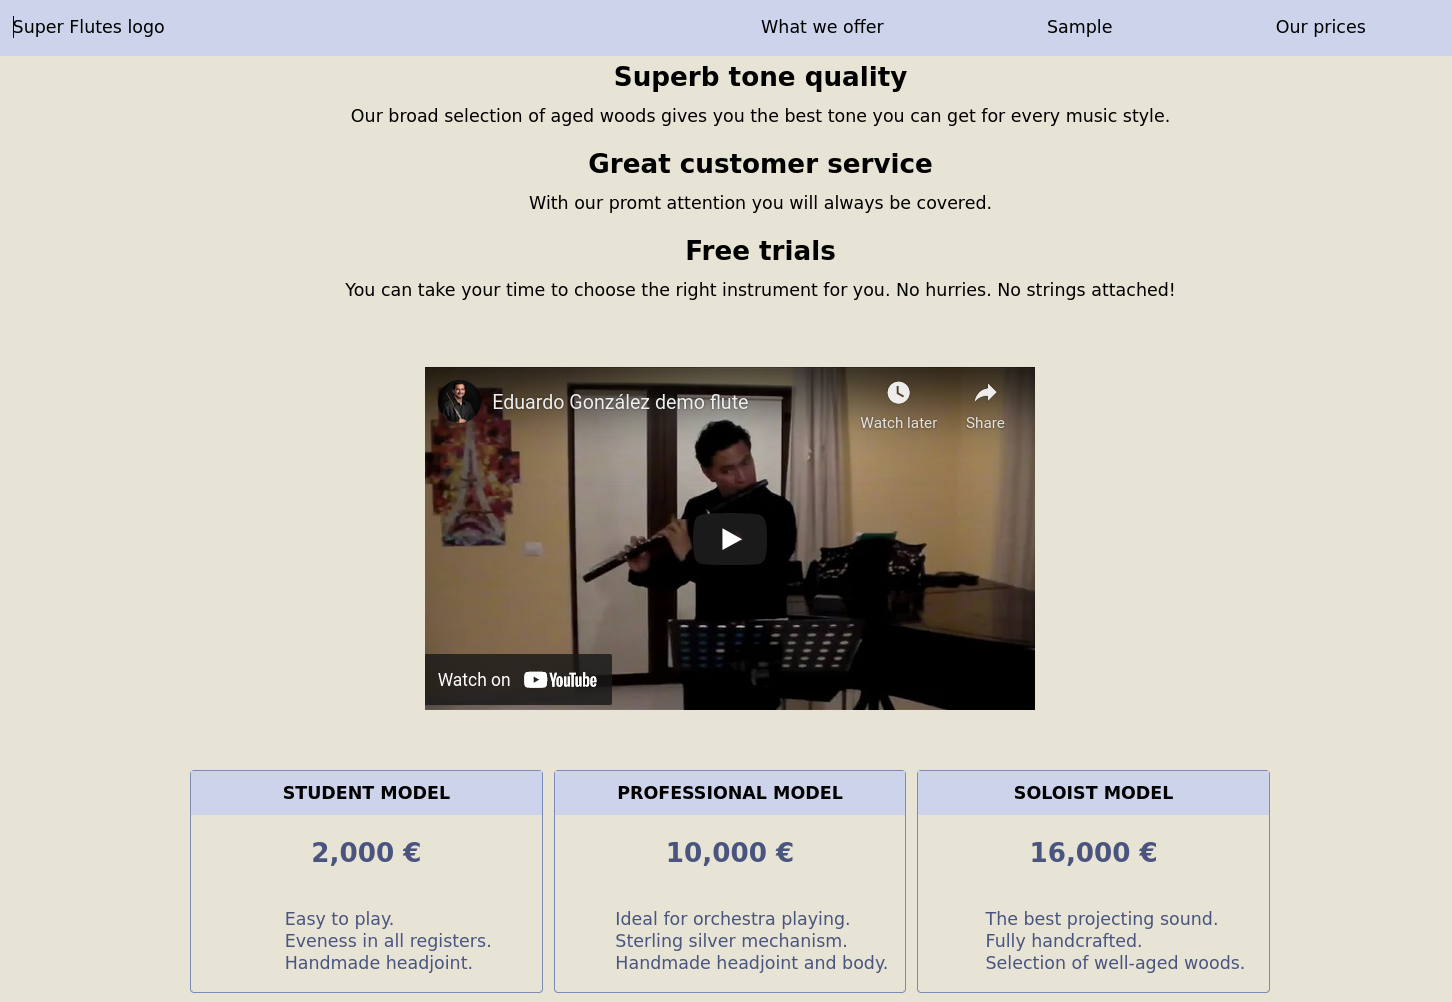 Super Flutes logo
What we offer
Sample
Our prices
Superb tone quality
Our broad selection of aged woods gives you the best tone you can get for every music style.
Great customer service
With our promt attention you will always be covered.
Free trials
You can take your time to choose the right instrument for you. No hurries. No strings attached!
Eduardo González demo flute
Watch later
Share
Watch on YouTube
STUDENT MODEL
2,000 €
Easy to play.
Eveness in all registers.
Handmade headjoint.
PROFESSIONAL MODEL
10,000 €
Ideal for orchestra playing.
Sterling silver mechanism.
Handmade headjoint and body.
SOLOIST MODEL
16,000 €
The best projecting sound.
Fully handcrafted.
Selection of well-aged woods.